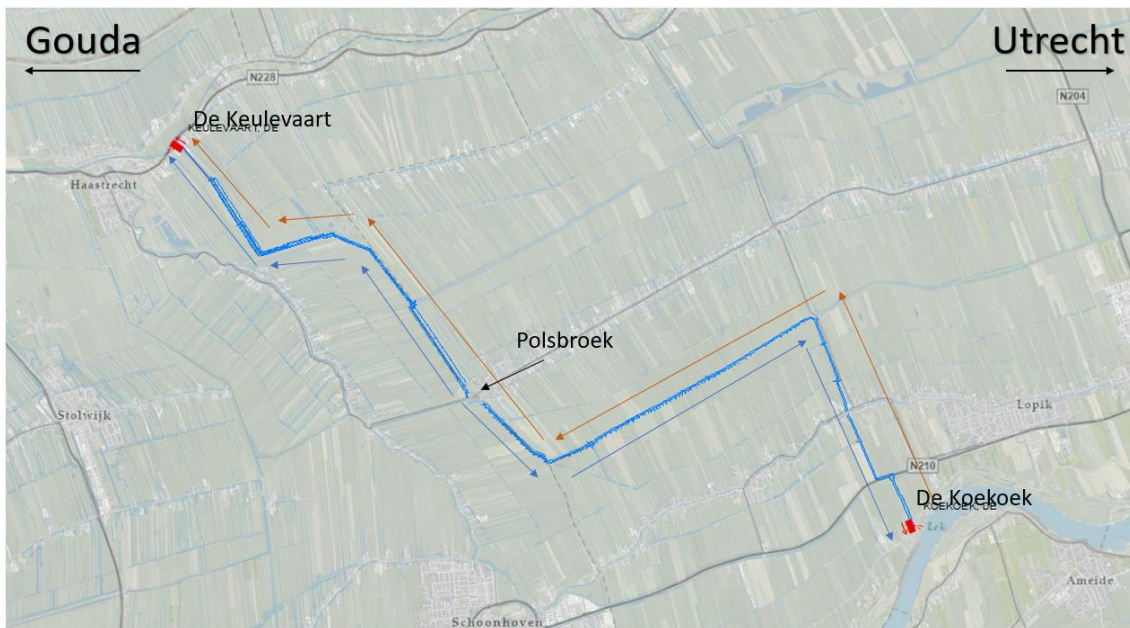 Gouda
Utrecht
N228
N204
De Keulevaart
KEULEVAART, DE
Haastrecht
Polsbroek
Stolwijk
Lopik
N210
De Koekoek
KOEKOEK, DE
Lek
Ameide
Schoonhoven